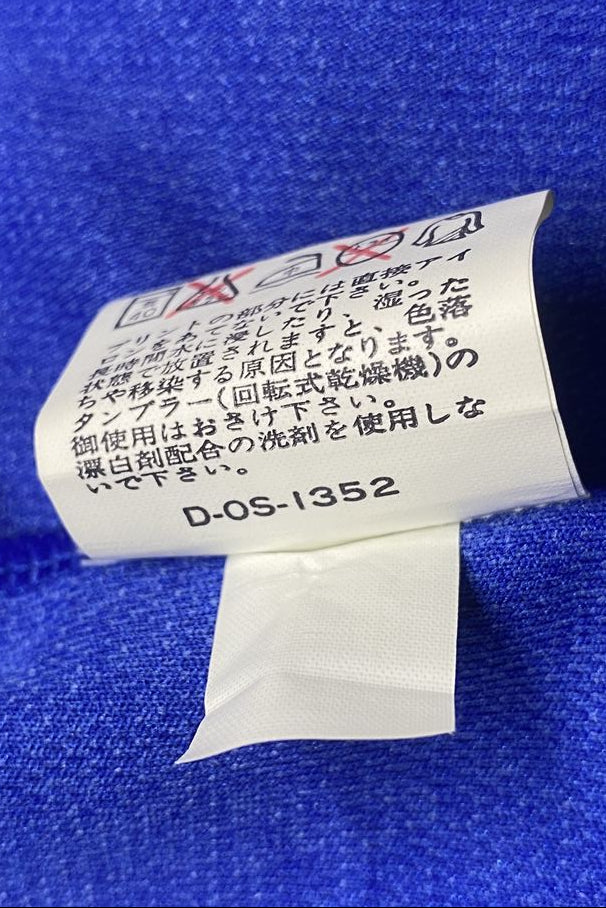 プリントの部分には直接アイ
ロンをあてないで下さい。
長時間水に浸したり、湿った
状態で放置されますと、色落
ちや移染する原因となります。
タンブラー(回転式乾燥機)の
御使用はおさけ下さい。
漂白剤配合の洗剤を使用しな
いで下さい。
D-OS-1352